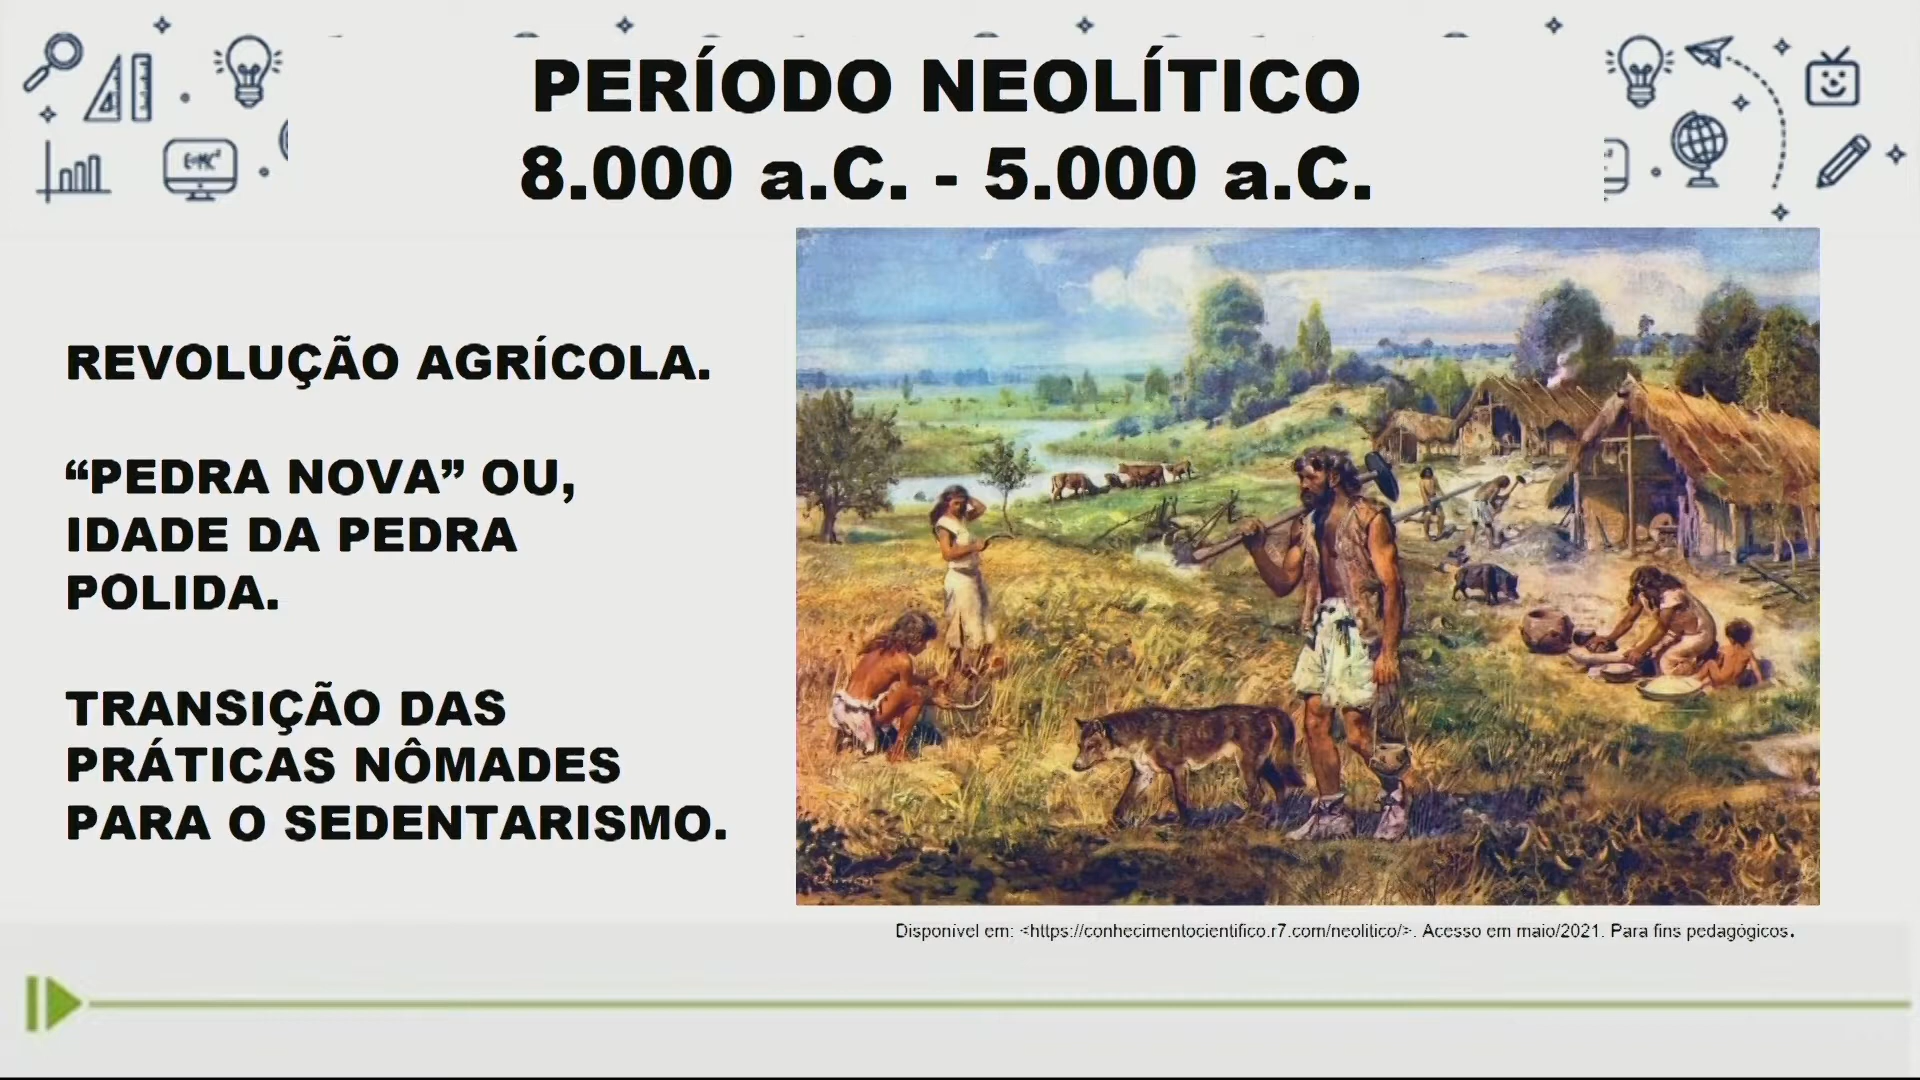 PERÍODO NEOLÍTICO
8.000 a.C. - 5.000 a.C.
REVOLUÇÃO AGRÍCOLA.
“PEDRA NOVA” OU,
IDADE DA PEDRA
POLIDA.
TRANSIÇÃO DAS
PRÁTICAS NÔMADES
PARA O SEDENTARISMO.
Disponível em: <https://conhecimentocientifico.r7.com/neolitico/>. Acesso em maio/2021. Para fins pedagógicos.
E=MC²